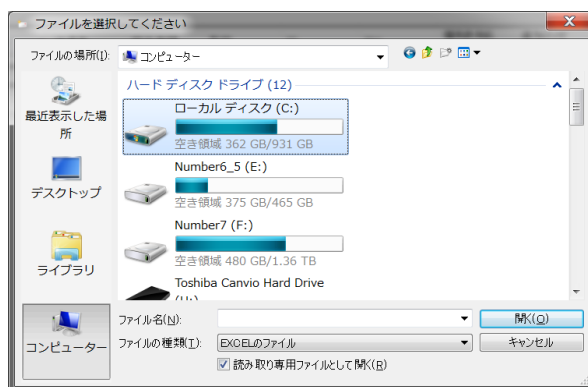 ファイルを選択してください
ファイルの場所(I):
コンピューター
最近表示した場
所
デスクトップ
ライブラリ
コンピューター
ハード ディスク ドライブ (12)
ローカル ディスク (C:)
空き領域 362 GB/931 GB
Number6_5 (E:)
空き領域 375 GB/465 GB
Number7 (F:)
空き領域 480 GB/1.36 TB
Toshiba Canvio Hard Drive
(U:)
ファイル名(N):
開く(O)
ファイルの種類(T):
EXCELのファイル
キャンセル
読み取り専用ファイルとして開く(R)